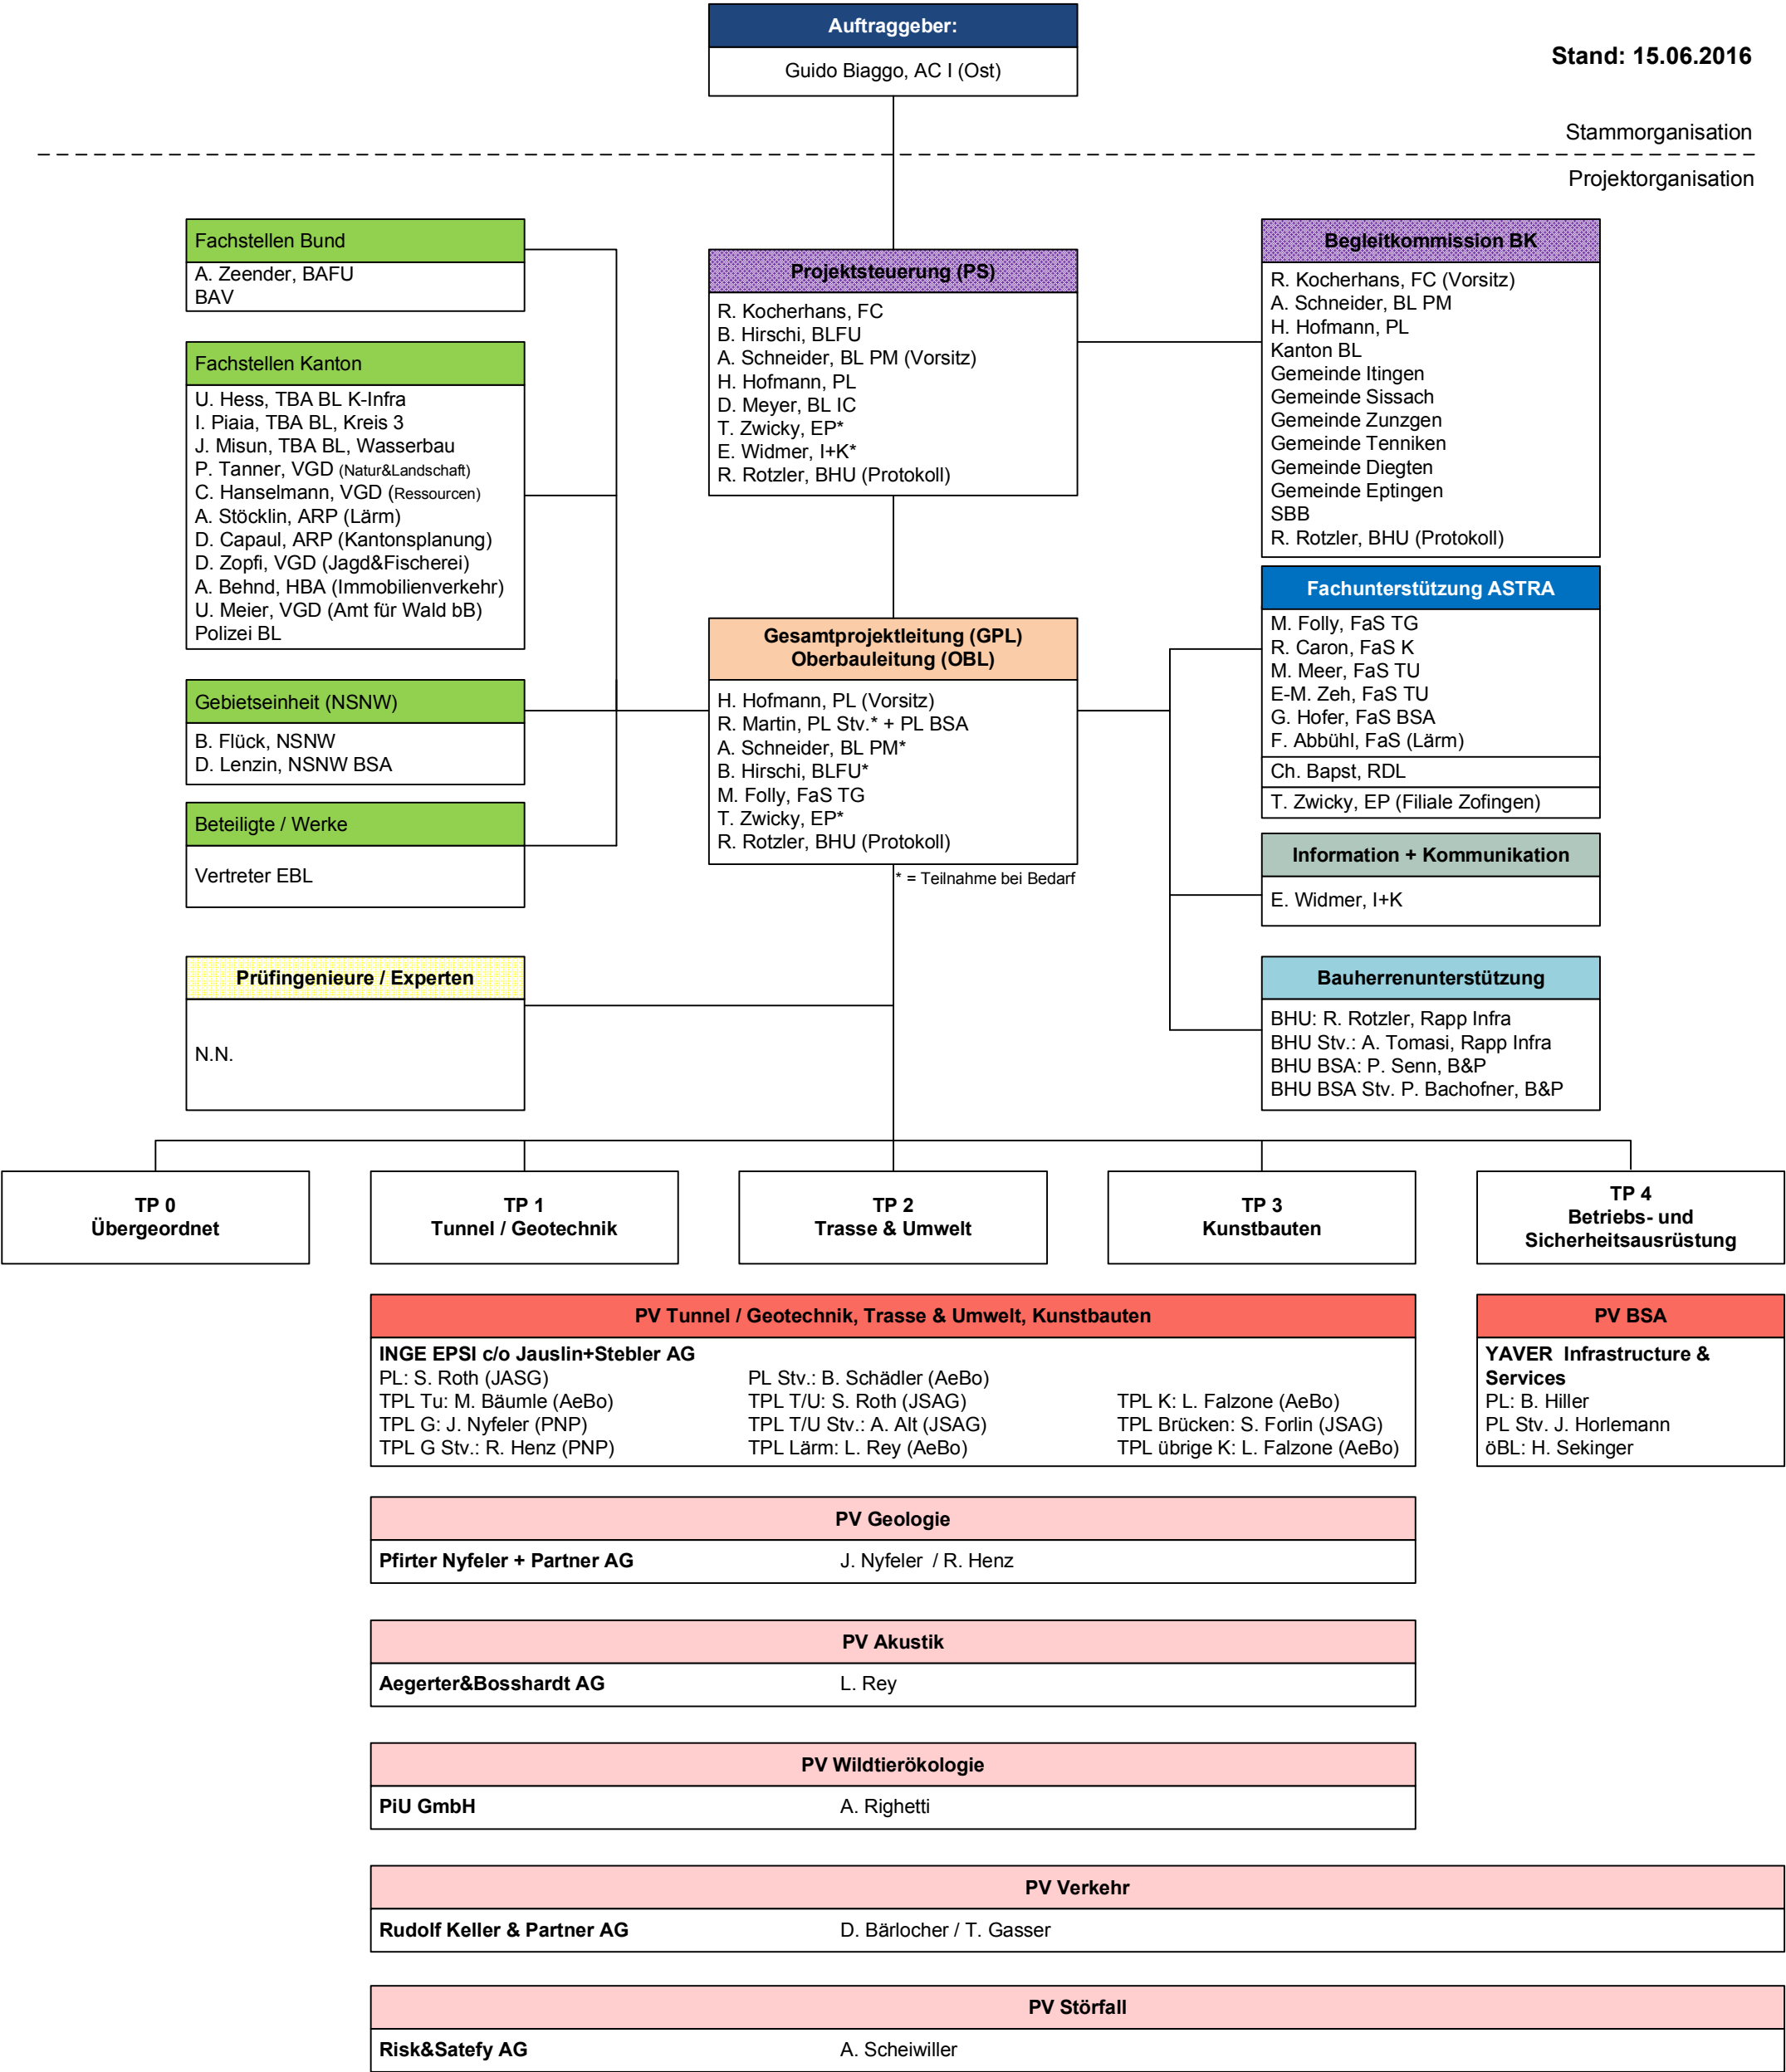 Auftraggeber:
Guido Biaggo, AC I (Ost)
Stand: 15.06.2016
Stammorganisation
Projektorganisation
Fachstellen Bund
A. Zeender, BAFU
BAV
Fachstellen Kanton
U. Hess, TBA BL K-Infra
I. Piaia, TBA BL, Kreis 3
J. Misun, TBA BL, Wasserbau
P. Tanner, VGD (Natur&Landschaft)
C. Hanselmann, VGD (Ressourcen)
A. Stöcklin, ARP (Lärm)
D. Capaul, ARP (Kantonsplanung)
D. Zopfi, VGD (Jagd&Fischerei)
A. Behnd, HBA (Immobilienverkehr)
U. Meier, VGD (Amt für Wald bB)
Polizei BL
Gebietseinheit (NSNW)
B. Flück, NSNW
D. Lenzin, NSNW BSA
Beteiligte / Werke
Vertreter EBL
Prüfingenieure / Experten
N.N.
Projektsteuerung (PS)
R. Kocherhans, FC
B. Hirschi, BLFU
A. Schneider, BL PM (Vorsitz)
H. Hofmann, PL
D. Meyer, BL IC
T. Zwicky, EP*
E. Widmer, I+K*
R. Rotzler, BHU (Protokoll)
Gesamtprojektleitung (GPL)
Oberbauleitung (OBL)
H. Hofmann, PL (Vorsitz)
R. Martin, PL Stv.* + PL BSA
A. Schneider, BL PM*
B. Hirschi, BLFU*
M. Folly, FaS TG
T. Zwicky, EP*
R. Rotzler, BHU (Protokoll)
* = Teilnahme bei Bedarf
Begleitkommission BK
R. Kocherhans, FC (Vorsitz)
A. Schneider, BL PM
H. Hofmann, PL
Kanton BL
Gemeinde Itingen
Gemeinde Sissach
Gemeinde Zunzgen
Gemeinde Tenniken
Gemeinde Diegten
Gemeinde Eptingen
SBB
R. Rotzler, BHU (Protokoll)
Fachunterstützung ASTRA
M. Folly, FaS TG
R. Caron, FaS K
M. Meer, FaS TU
E-M. Zeh, FaS TU
G. Hofer, FaS BSA
F. Abbühl, FaS (Lärm)
Ch. Bapst, RDL
T. Zwicky, EP (Filiale Zofingen)
Information + Kommunikation
E. Widmer, I+K
Bauherrenunterstützung
BHU: R. Rotzler, Rapp Infra
BHU Stv.: A. Tomasi, Rapp Infra
BHU BSA: P. Senn, B&P
BHU BSA Stv. P. Bachofner, B&P
TP 0
Übergeordnet
TP 1
Tunnel / Geotechnik
TP 2
Trasse & Umwelt
TP 3
Kunstbauten
TP 4
Betriebs- und
Sicherheitsausrüstung
PV Tunnel / Geotechnik, Trasse & Umwelt, Kunstbauten
INGE EPSI c/o Jauslin+Stebler AG
PL: S. Roth (JASG) PL Stv.: B. Schädler (AeBo)
TPL Tu: M. Bäumle (AeBo) TPL T/U: S. Roth (JSAG) TPL K: L. Falzone (AeBo)
TPL G: J. Nyfeler (PNP) TPL T/U Stv.: A. Alt (JSAG) TPL Brücken: S. Forlin (JSAG)
TPL G Stv.: R. Henz (PNP) TPL Lärm: L. Rey (AeBo) TPL übrige K: L. Falzone (AeBo)
PV BSA
YAVER Infrastructure &
Services
PL: B. Hiller
PL Stv. J. Horlemann
öBL: H. Sekinger
PV Geologie
Pfirter Nyfeler + Partner AG J. Nyfeler / R. Henz
PV Akustik
Aegerter&Bosshardt AG L. Rey
PV Wildtierökologie
PiU GmbH A. Righetti
PV Verkehr
Rudolf Keller & Partner AG D. Bärlocher / T. Gasser
PV Störfall
Risk&Satefy AG A. Scheiwiller